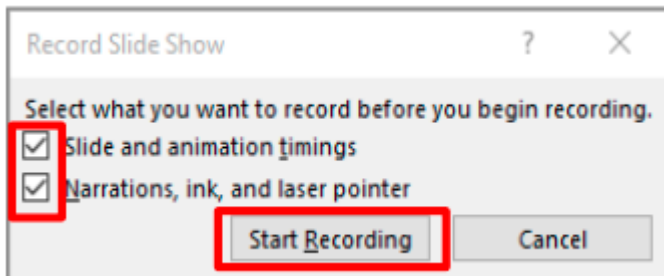 Record Slide Show ? ×
Select what you want to record before you begin recording.
Slide and animation timings
Narrations, ink, and laser pointer
Start Recording Cancel